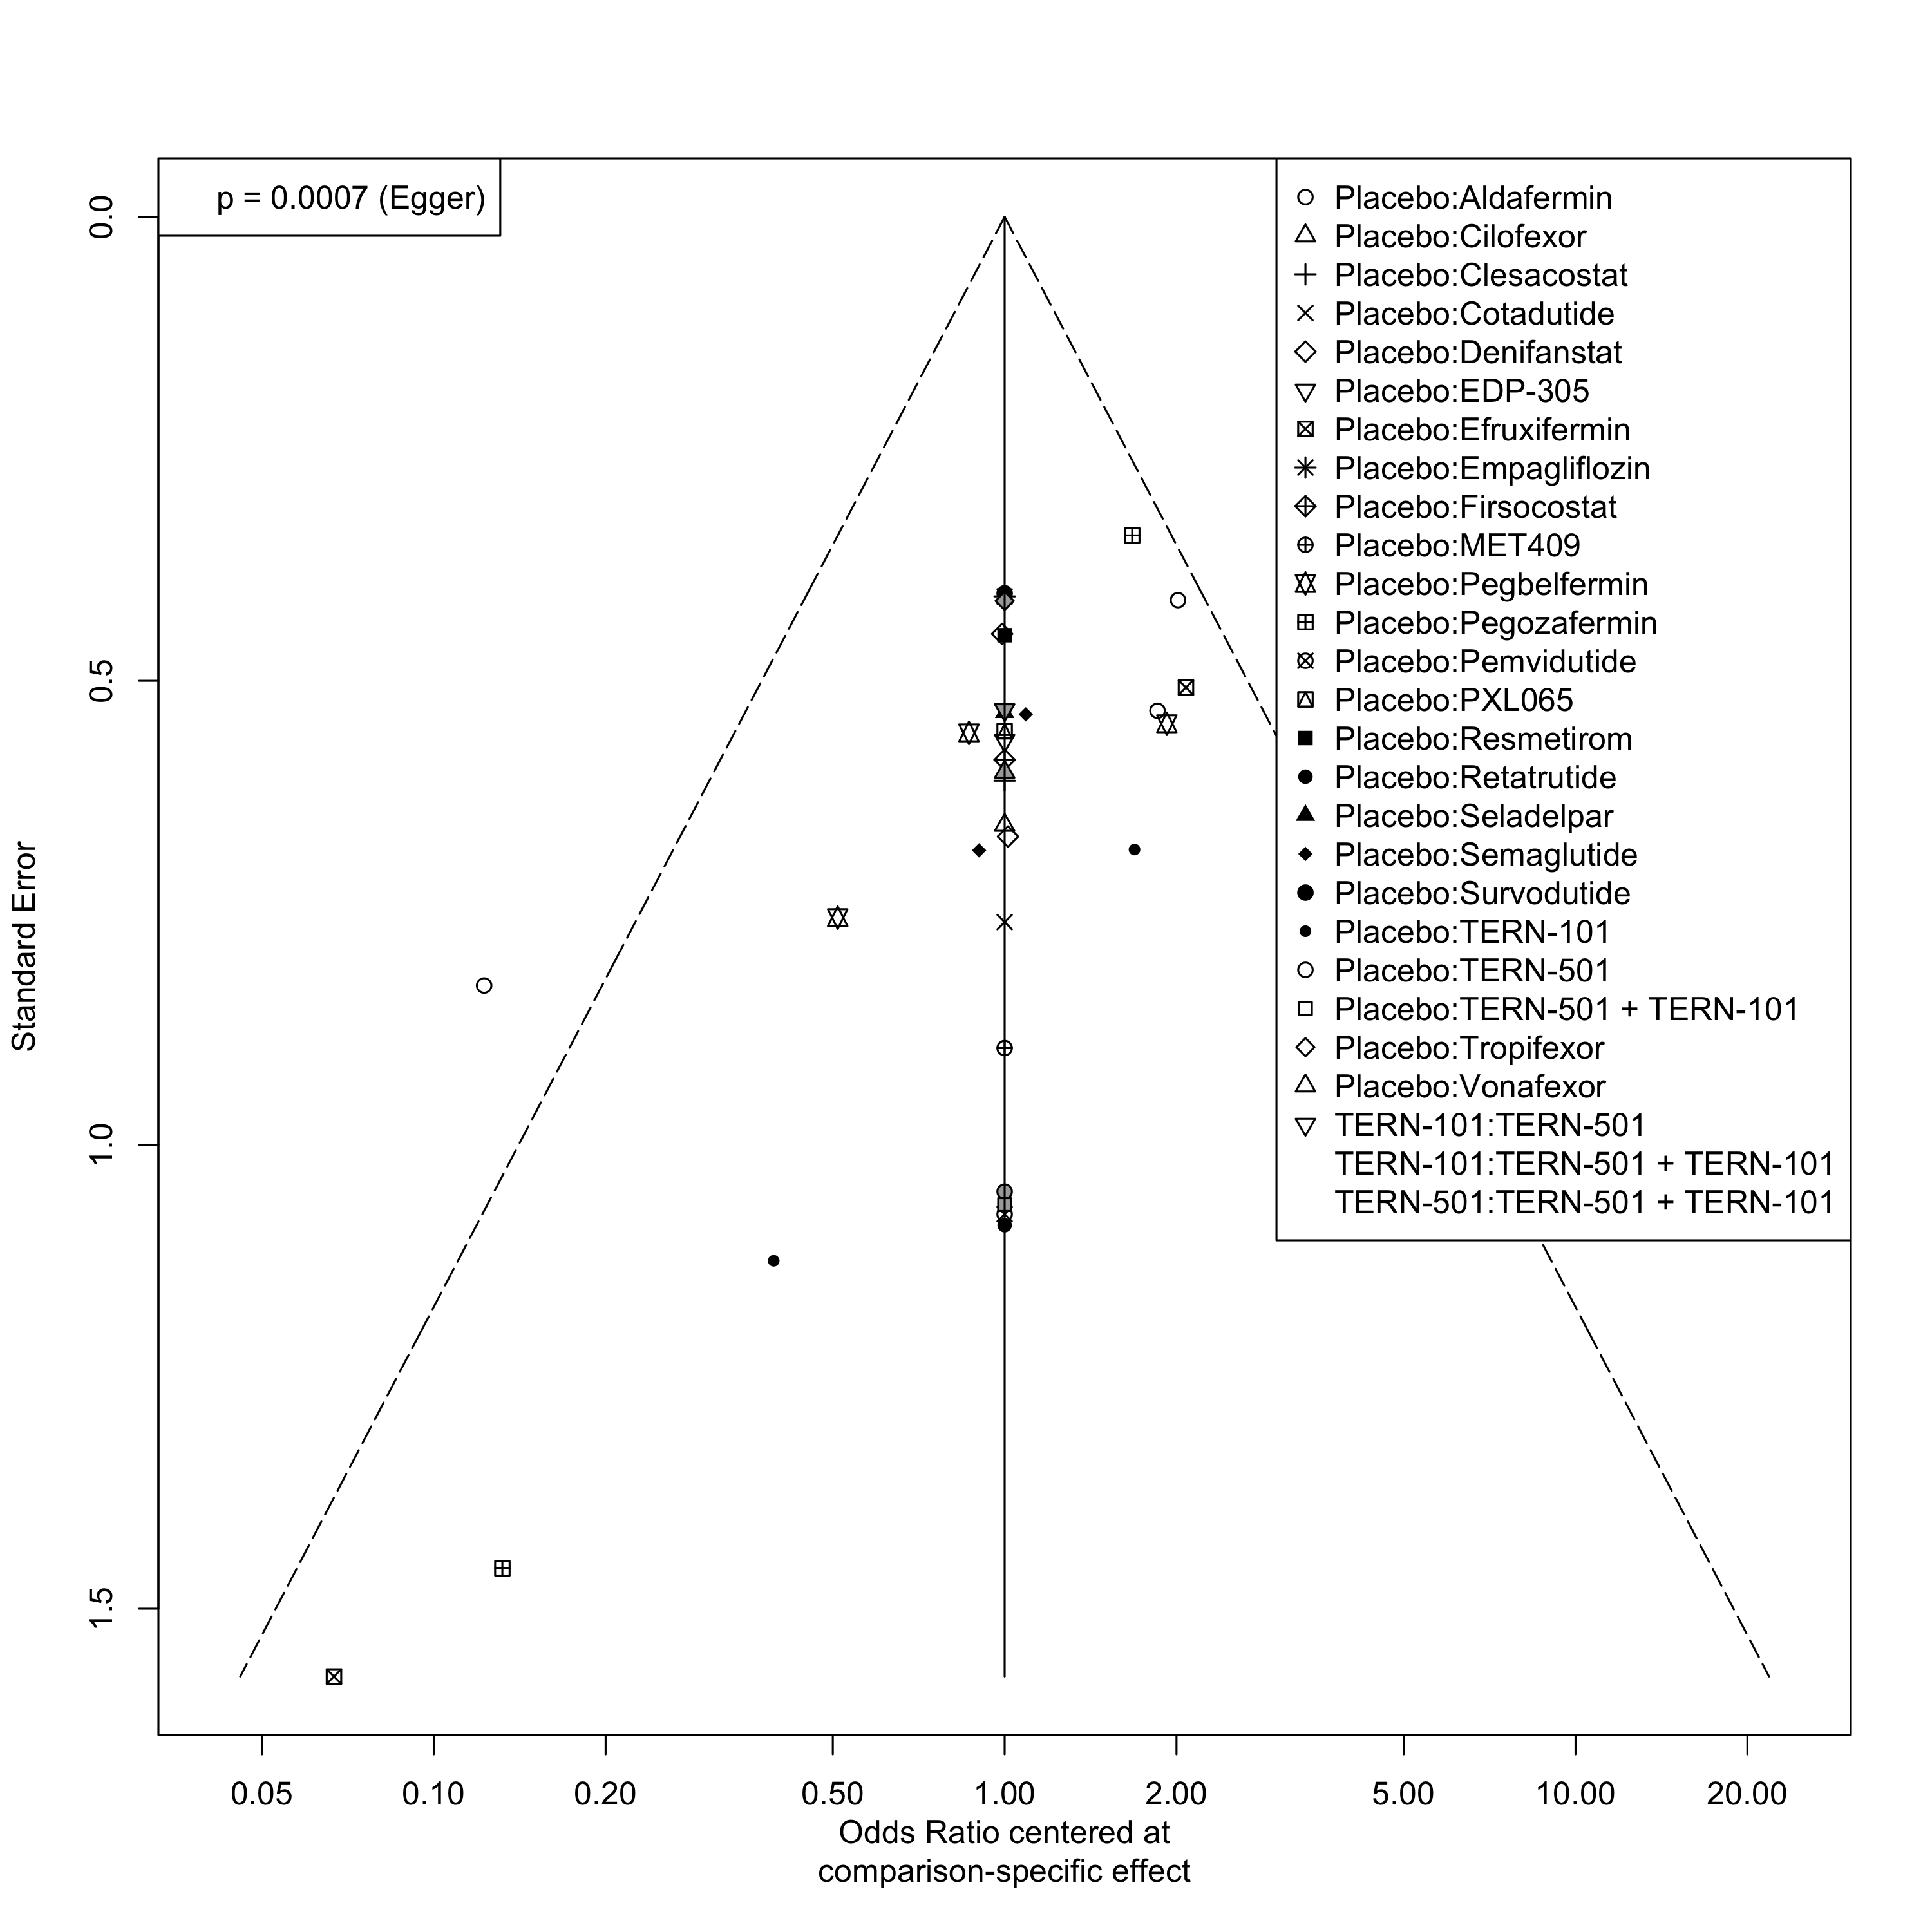 p = 0.0007 (Egger)
Placebo:Aldafermin
Placebo:Cilofexor
Placebo:Clesacostat
Placebo:Cotadutide
Placebo:Denifanstat
Placebo:EDP-305
Placebo:Efruxifermin
Placebo:Empagliflozin
Placebo:Firsocostat
Placebo:MET409
Placebo:Pegbelfermin
Placebo:Pegozafermin
Placebo:Pemvidutide
Placebo:PXL065
Placebo:Resmetirom
Placebo:Retatrutide
Placebo:Seladelpar
Placebo:Semaglutide
Placebo:Survodutide
Placebo:TERN-101
Placebo:TERN-501
Placebo:TERN-501 + TERN-101
Placebo:Tropifexor
Placebo:Vonafexor
TERN-101:TERN-501
TERN-101:TERN-501 + TERN-101
TERN-501:TERN-501 + TERN-101
Standard Error
0.0
0.5
1.0
1.5
0.05 0.10 0.20 0.50 1.00 2.00 5.00 10.00 20.00
Odds Ratio centered at
comparison-specific effect